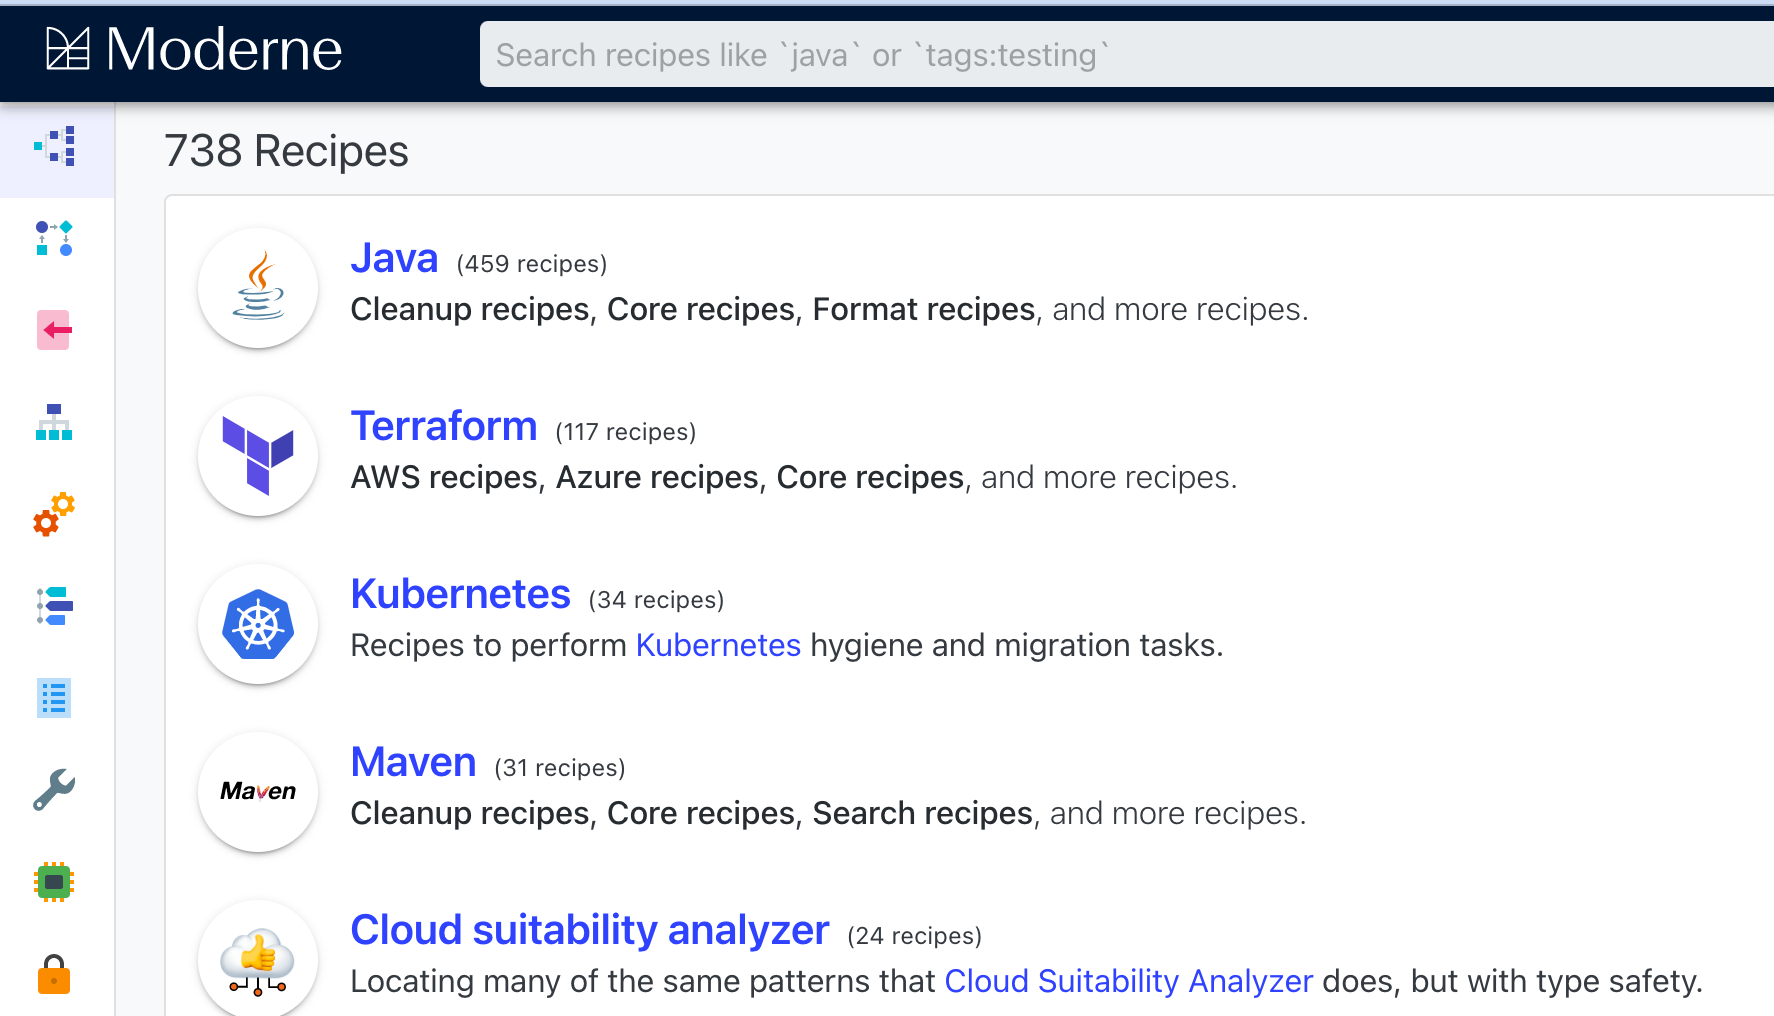 Moderne
Search recipes like `java` or `tags:testing`
738 Recipes
Java (459 recipes)
Cleanup recipes, Core recipes, Format recipes, and more recipes.
Terraform (117 recipes)
AWS recipes, Azure recipes, Core recipes, and more recipes.
Kubernetes (34 recipes)
Recipes to perform Kubernetes hygiene and migration tasks.
Maven
Maven (31 recipes)
Cleanup recipes, Core recipes, Search recipes, and more recipes.
Cloud suitability analyzer (24 recipes)
Locating many of the same patterns that Cloud Suitability Analyzer does, but with type safety.